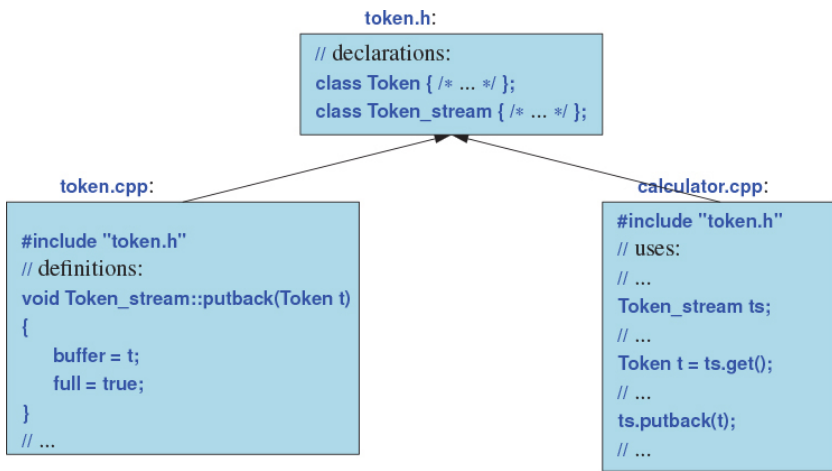 token.h:
// declarations:
class Token { /* ... */ };
class Token_stream { /* ... */ };
token.cpp:
#include "token.h"
// definitions:
void Token_stream::putback(Token t)
{
buffer = t;
full = true;
}
// ...
calculator.cpp:
#include "token.h"
// uses:
// ...
Token_stream ts;
// ...
Token t = ts.get();
// ...
ts.putback(t);
// ...